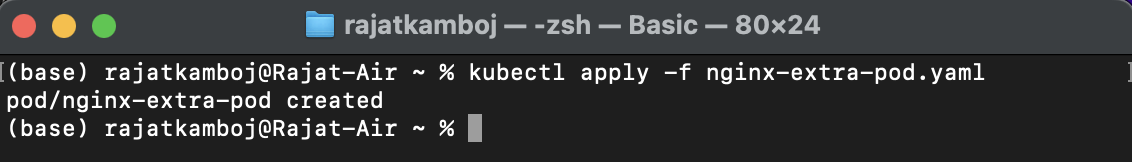 rajatkamboj — -zsh — Basic — 80×24
(base) rajatkamboj@Rajat-Air ~ % kubectl apply -f nginx-extra-pod.yaml
pod/nginx-extra-pod created
(base) rajatkamboj@Rajat-Air ~ %